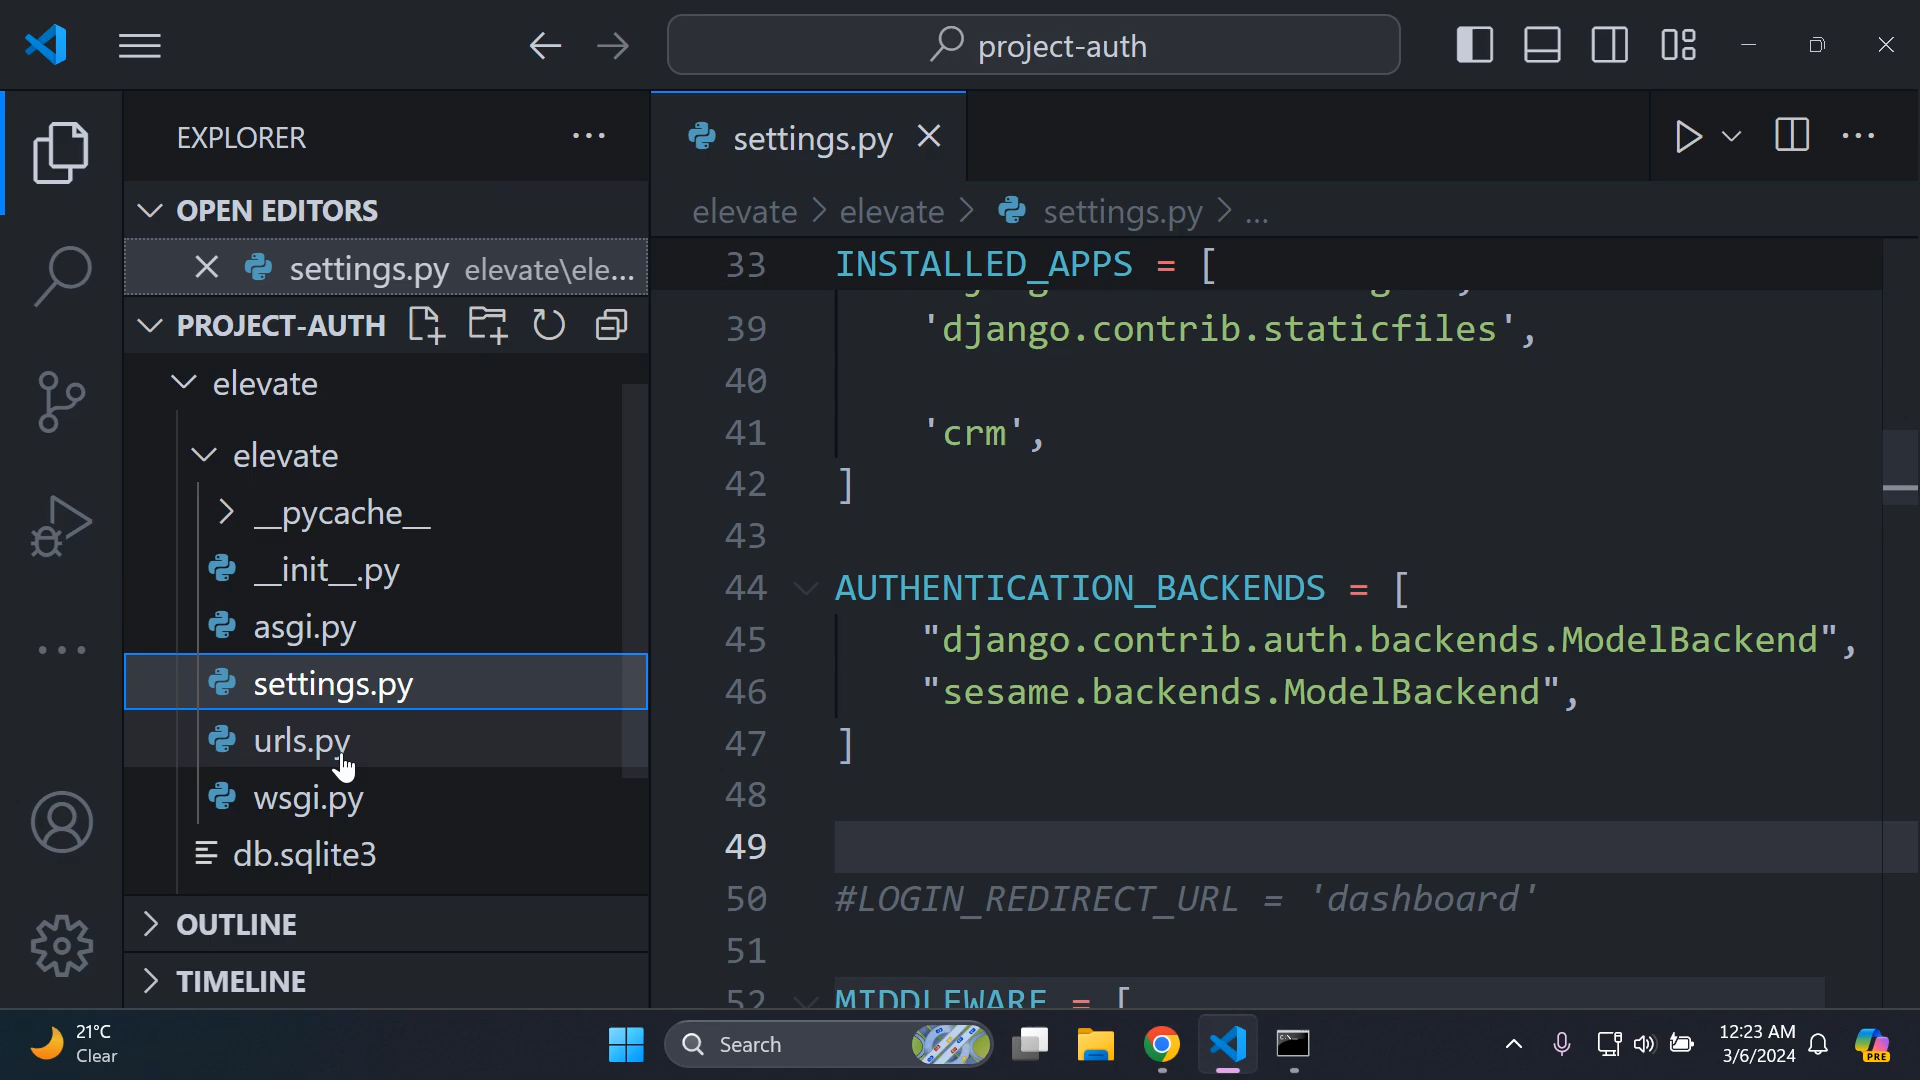 project-auth
EXPLORER
OPEN EDITORS
settings.py elevate\ele...
PROJECT-AUTH
elevate
elevate
__pycache__
__init__.py
asgi.py
settings.py
urls.py
wsgi.py
db.sqlite3
OUTLINE
TIMELINE
settings.py
elevate > elevate > settings.py > ...
33 INSTALLED_APPS = [
39 'django.contrib.staticfiles',
40
41 'crm',
42 ]
43
44 AUTHENTICATION_BACKENDS = [
45 "django.contrib.auth.backends.ModelBackend",
46 "sesame.backends.ModelBackend",
47 ]
48
49
50 #LOGIN_REDIRECT_URL = 'dashboard'
51
52 MIDDLEWARE = [
21°C
Clear
Search
12:23 AM
3/6/2024
PRE